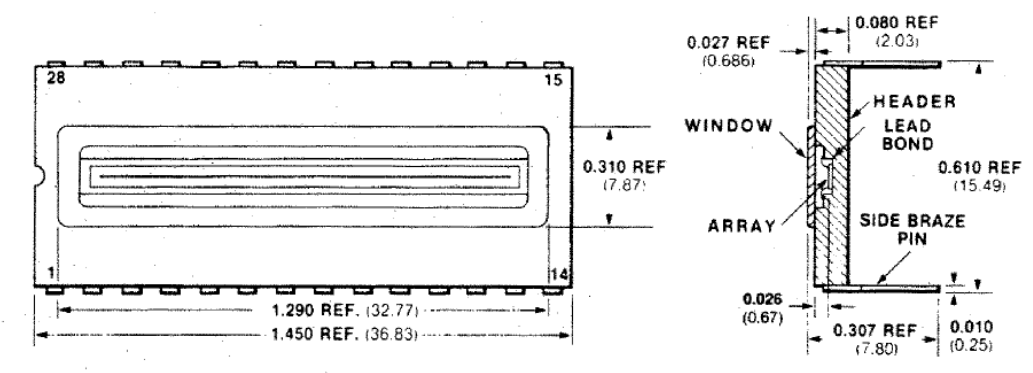 28
15
1
14
0.310 REF
(7.87)
1.290 REF. (32.77)
1.450 REF. (36.83)
0.080 REF
(2.03)
0.027 REF
(0.686)
HEADER
WINDOW
LEAD
BOND
0.610 REF
(15.49)
ARRAY
SIDE BRAZE
PIN
0.026
(0.67)
0.307 REF
(7.80)
0.010
(0.25)